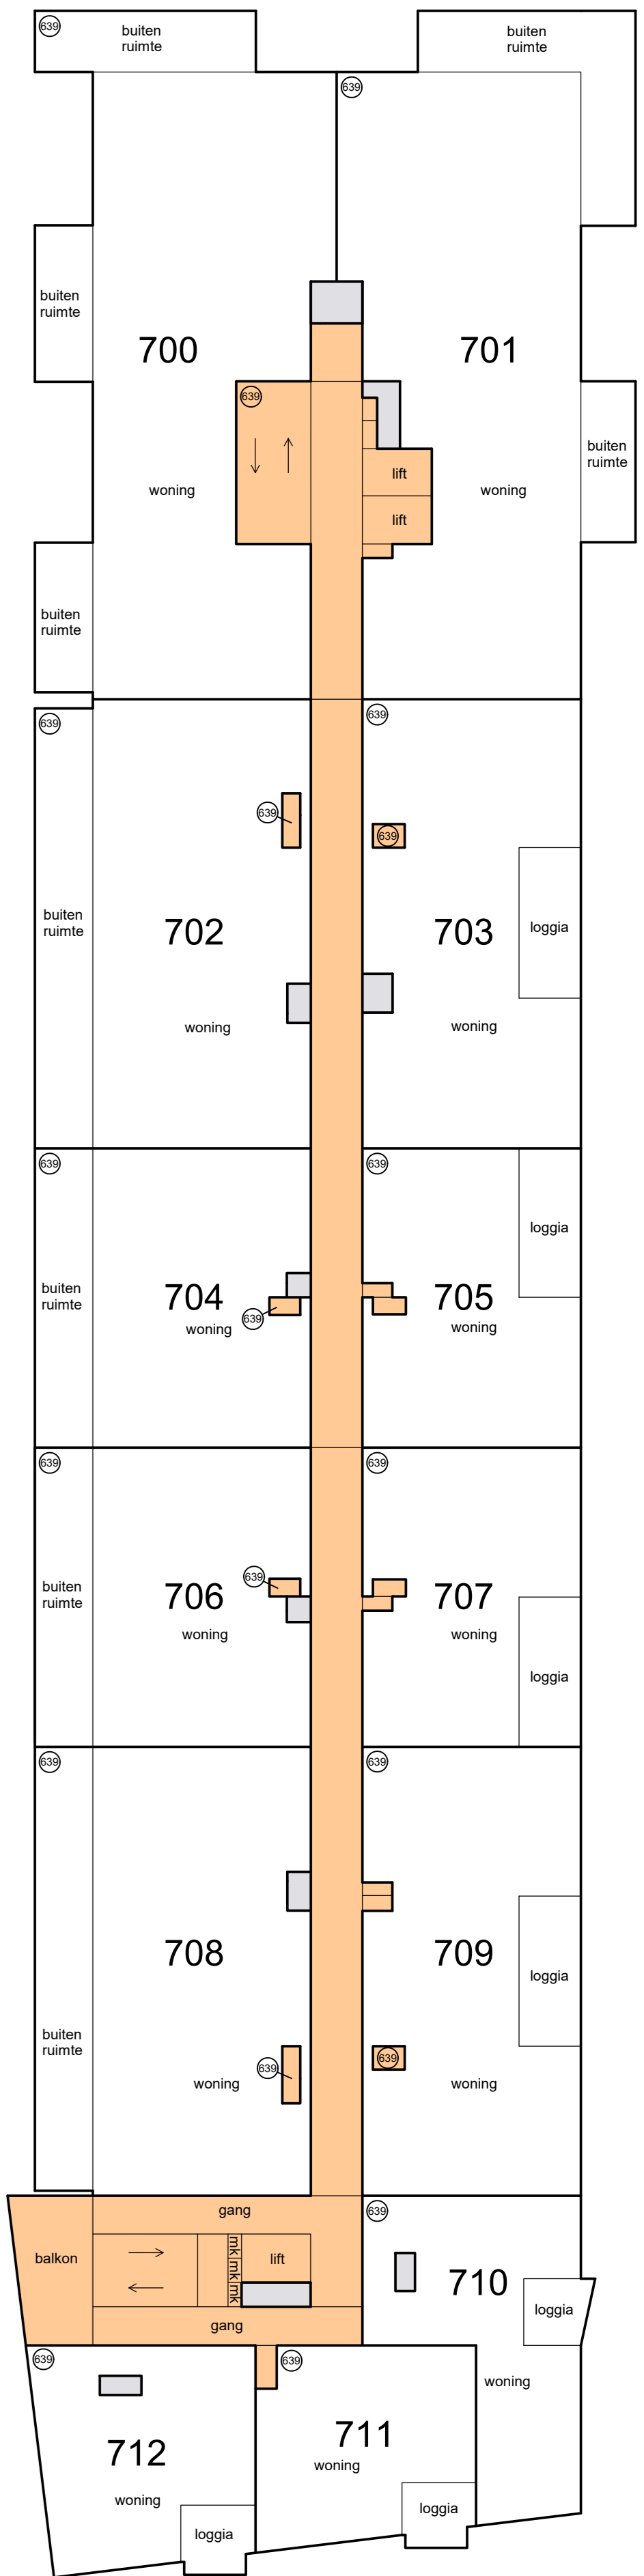 639
buiten
ruimte
buiten
ruimte
639
buiten
ruimte
700
701
639
buiten
ruimte
lift
woning
woning
lift
buiten
ruimte
639
639
639
639
buiten
ruimte
702
703
loggia
woning
woning
639
639
loggia
buiten
ruimte
704
705
639
woning
woning
639
639
639
buiten
ruimte
706
707
woning
woning
loggia
639
639
708
709
loggia
buiten
ruimte
639
639
woning
woning
gang
639
balkon
mk
mk
mk
lift
710
loggia
gang
639
639
woning
712
711
woning
woning
loggia
loggia